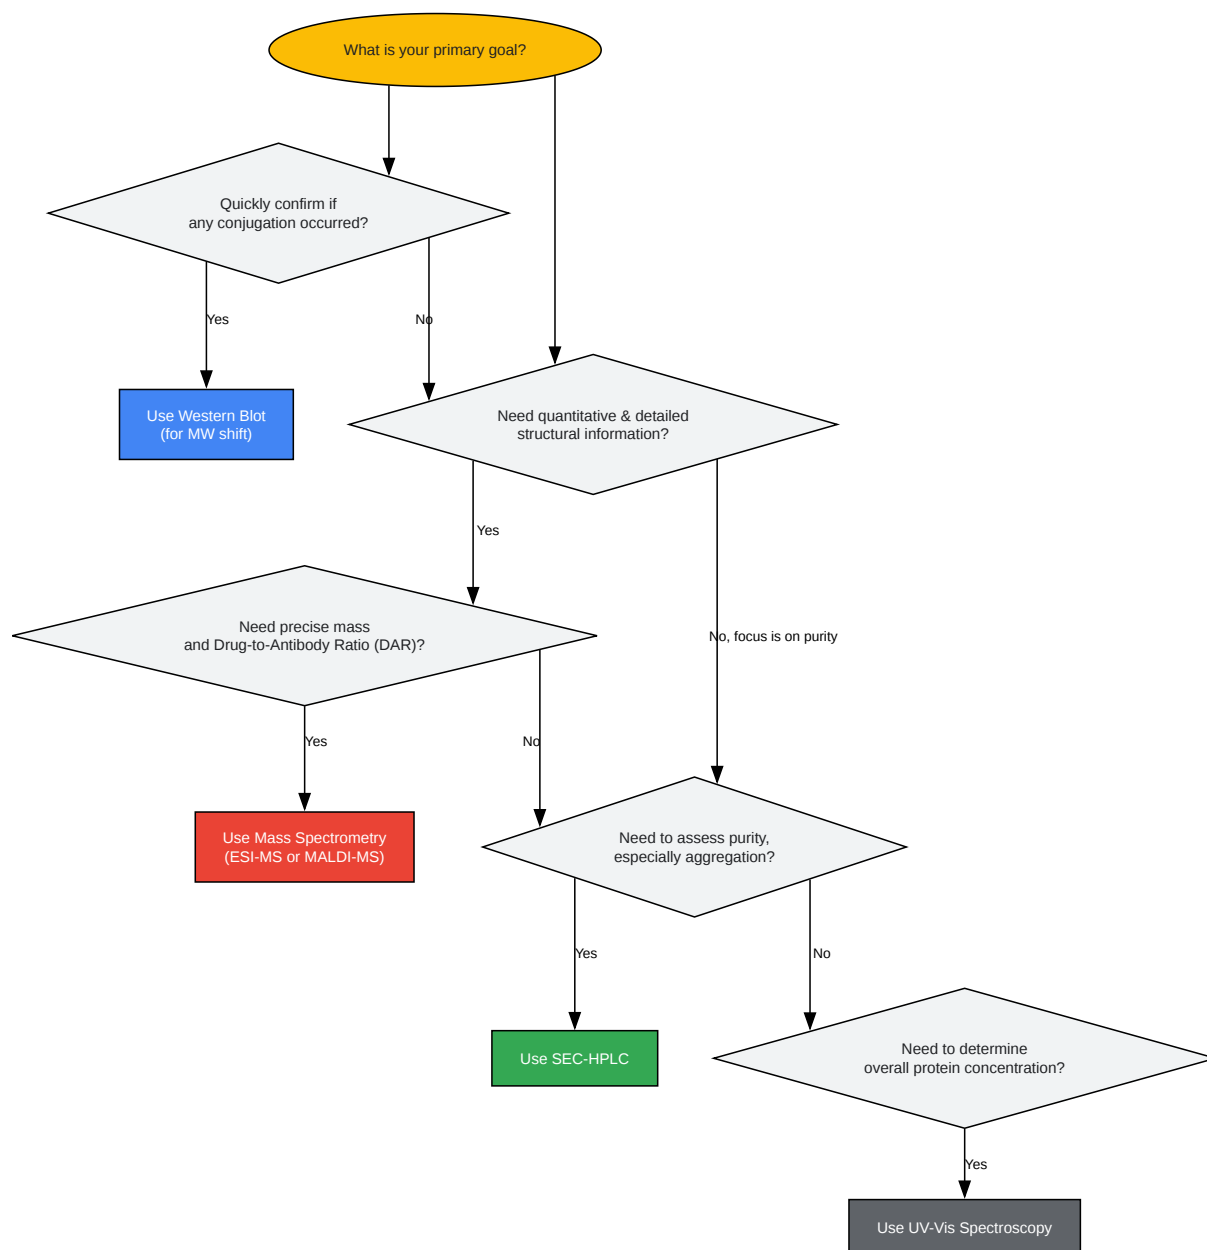 What is your primary goal?
Quickly confirm if
any conjugation occurred?
Yes
No
Use Western Blot
(for MW shift)
Need quantitative & detailed
structural information?
Yes
No, focus is on purity
Need precise mass
and Drug-to-Antibody Ratio (DAR)?
Yes
No
Use Mass Spectrometry
(ESI-MS or MALDI-MS)
Need to assess purity,
especially aggregation?
Yes
No
Use SEC-HPLC
Need to determine
overall protein concentration?
Yes
Use UV-Vis Spectroscopy